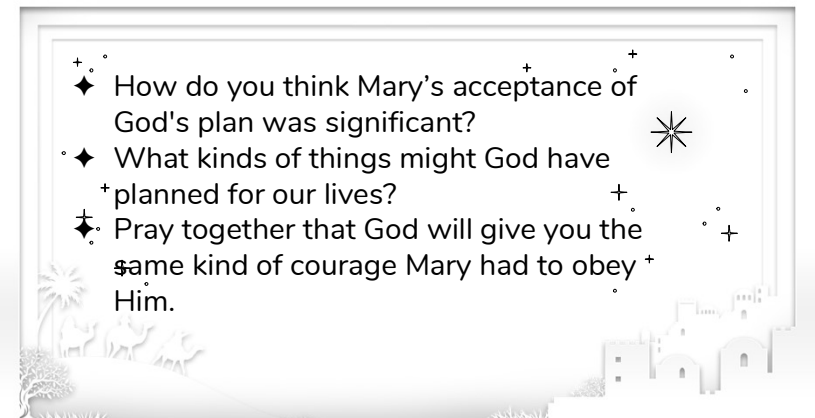 ✦ How do you think Mary’s acceptance of
God's plan was significant?
✦ What kinds of things might God have
planned for our lives?
✦ Pray together that God will give you the
same kind of courage Mary had to obey
Him.